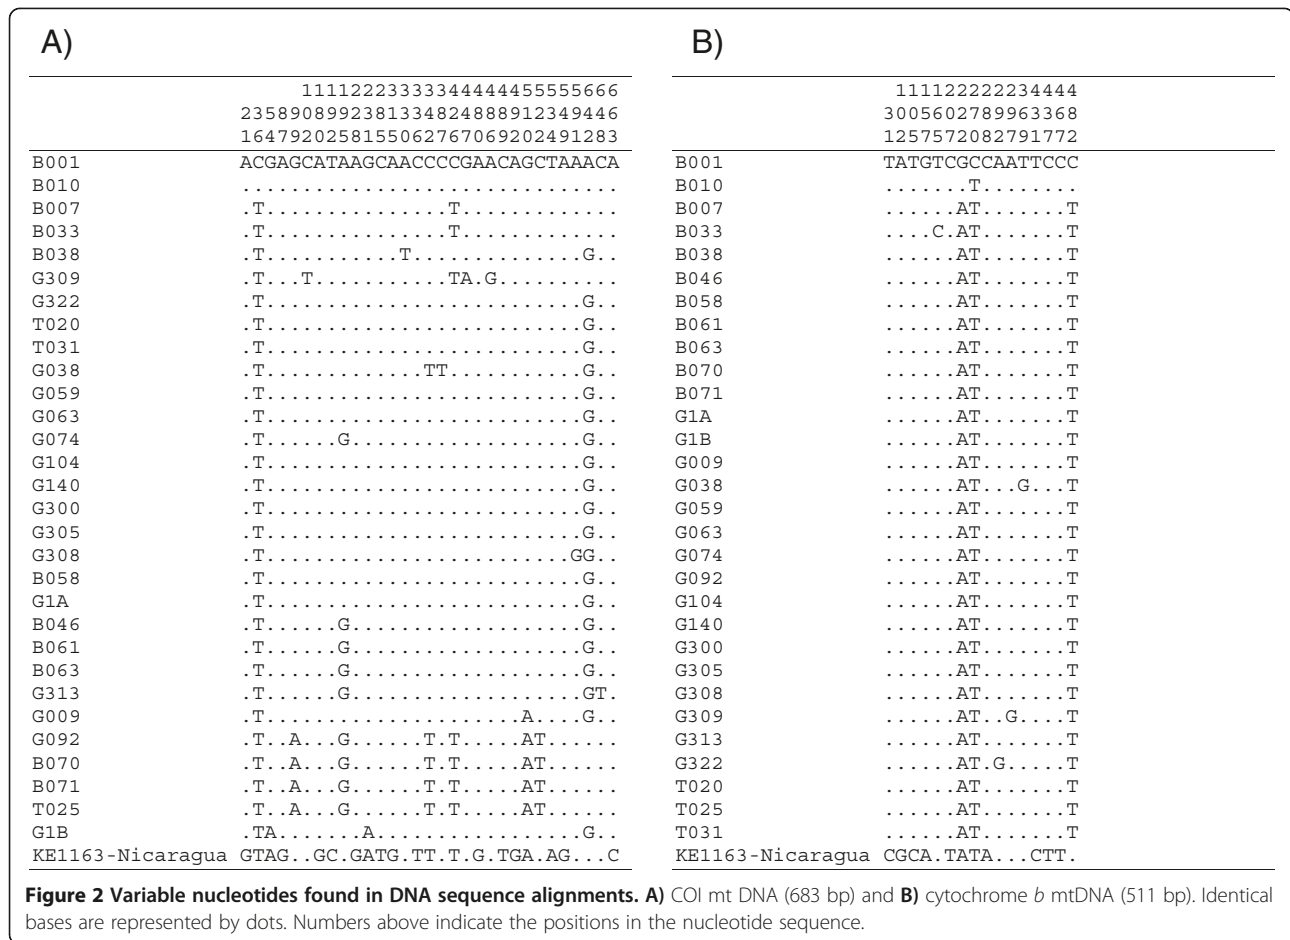 A)
11112223333344444455555666
2358908992381334824888912349446
1647920258155062767069202491283
B001 ACGAGCATAAGCAACCCCGAACAGCTAAACA
B010 ...............................
B007 .T...............T.............
B033 .T...............T.............
B038 .T...........T..............G..
G309 .T...T...........TA.G..........
G322 .T..........................G..
T020 .T..........................G..
T031 .T..........................G..
G038 .T.............TT...........G..
G059 .T..........................G..
G063 .T..........................G..
G074 .T......G...................G..
G104 .T..........................G..
G140 .T..........................G..
G300 .T..........................G..
G305 .T..........................G..
G308 .T.........................GG..
B058 .T..........................G..
G1A .T..........................G..
B046 .T......G...................G..
B061 .T......G...................G..
B063 .T......G...................G..
G313 .T......G...................GT.
G009 .T.....................A....G..
G092 .T..A...G......T.T.....AT......
B070 .T..A...G......T.T.....AT......
B071 .T..A...G......T.T.....AT......
T025 .T..A...G......T.T.....AT......
G1B .TA.......A.................G..
KE1163-Nicaragua GTAG..GC.GATG.TT.T.G.TGA.AG...C
B)
111122222234444
3005602789963368
1257572082791772
B001 TATGTCGCCAATTCCC
B010 .......T........
B007 ......AT.......T
B033 ....C.AT.......T
B038 ......AT.......T
B046 ......AT.......T
B058 ......AT.......T
B061 ......AT.......T
B063 ......AT.......T
B070 ......AT.......T
B071 ......AT.......T
G1A ......AT.......T
G1B ......AT.......T
G009 ......AT.......T
G038 ......AT...G...T
G059 ......AT.......T
G063 ......AT.......T
G074 ......AT.......T
G092 ......AT.......T
G104 ......AT.......T
G140 ......AT.......T
G300 ......AT.......T
G305 ......AT.......T
G308 ......AT.......T
G309 ......AT..G....T
G313 ......AT.......T
G322 ......AT.G.....T
T020 ......AT.......T
T025 ......AT.......T
T031 ......AT.......T
KE1163-Nicaragua CGCA.TATA...CTT.
Figure 2 Variable nucleotides found in DNA sequence alignments. A) COI mt DNA (683 bp) and B) cytochrome b mtDNA (511 bp). Identical
bases are represented by dots. Numbers above indicate the positions in the nucleotide sequence.